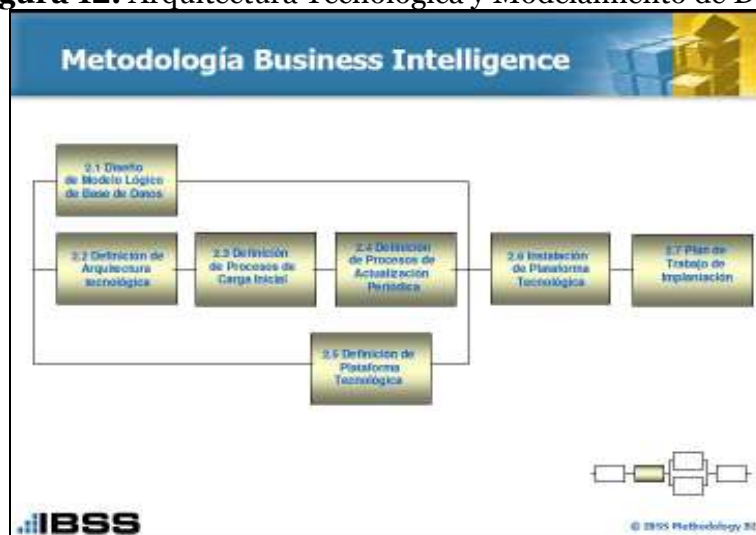 gura 12. Arquitectura Tecnológica y Modelamiento de D
Metodología Business Intelligence
2.1 Diseño
de Modelo Lógico
de Base de Datos
2.2 Definición de
Arquitectura
tecnológica
2.3 Definición
de Procesos de
Carga Inicial
2.4 Definición
de Procesos de
Actualización
Periódica
2.6 Instalación
de Plataforma
Tecnológica
2.7 Plan de
Trabajo de
Implantación
2.5 Definición de
Plataforma
Tecnológica
IBSS
© IBSS Methodology BI